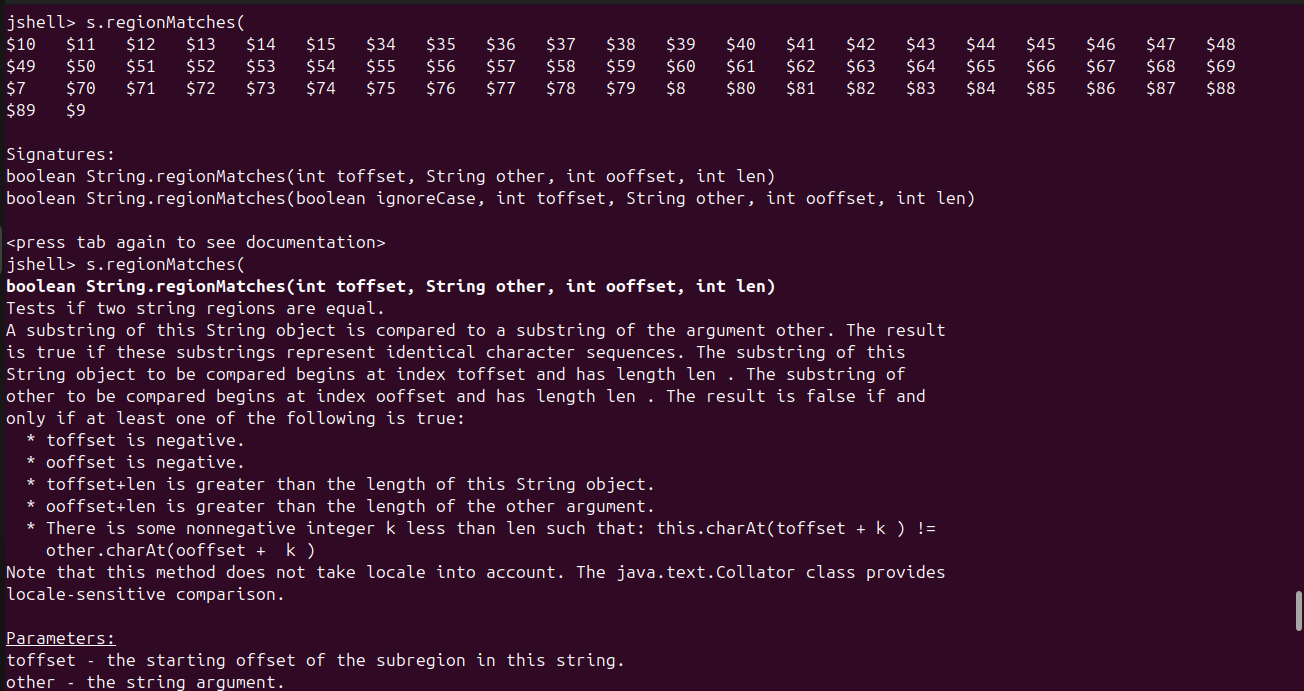 jshell> s.regionMatches(
$10 $11 $12 $13 $14 $15 $34 $35 $36 $37 $38 $39 $40 $41 $42 $43 $44 $45 $46 $47 $48
$49 $50 $51 $52 $53 $54 $55 $56 $57 $58 $59 $60 $61 $62 $63 $64 $65 $66 $67 $68 $69
$7 $70 $71 $72 $73 $74 $75 $76 $77 $78 $79 $8 $80 $81 $82 $83 $84 $85 $86 $87 $88
$89 $9
Signatures:
boolean String.regionMatches(int toffset, String other, int ooffset, int len)
boolean String.regionMatches(boolean ignoreCase, int toffset, String other, int ooffset, int len)
<press tab again to see documentation>
jshell> s.regionMatches(
boolean String.regionMatches(int toffset, String other, int ooffset, int len)
Tests if two string regions are equal.
A substring of this String object is compared to a substring of the argument other. The result
is true if these substrings represent identical character sequences. The substring of this
String object to be compared begins at index toffset and has length len . The substring of
other to be compared begins at index ooffset and has length len . The result is false if and
only if at least one of the following is true:
* toffset is negative.
* ooffset is negative.
* toffset+len is greater than the length of this String object.
* ooffset+len is greater than the length of the other argument.
* There is some nonnegative integer k less than len such that: this.charAt(toffset + k ) !=
other.charAt(ooffset +  k )
Note that this method does not take locale into account. The java.text.Collator class provides
locale-sensitive comparison.
Parameters:
toffset - the starting offset of the subregion in this string.
other - the string argument.